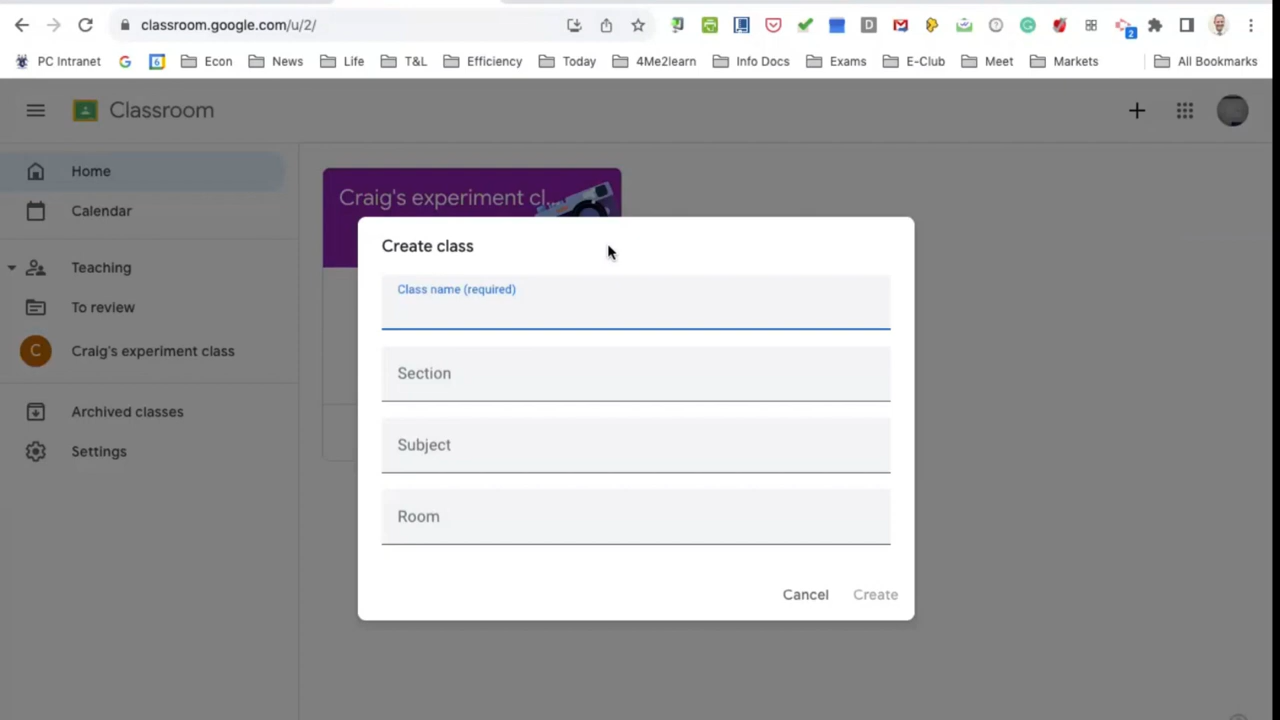 classroom.google.com/u/2/
2
PC Intranet
6
Econ
News
Life
T&L
Efficiency
Today
4Me2learn
Info Docs
Exams
E-Club
Meet
Markets
All Bookmarks
Classroom
Home
Calendar
Teaching
To review
C
Craig's experiment class
Archived classes
Settings
Craig's experiment cl...
Create class
Class name (required)
Section
Subject
Room
Cancel
Create